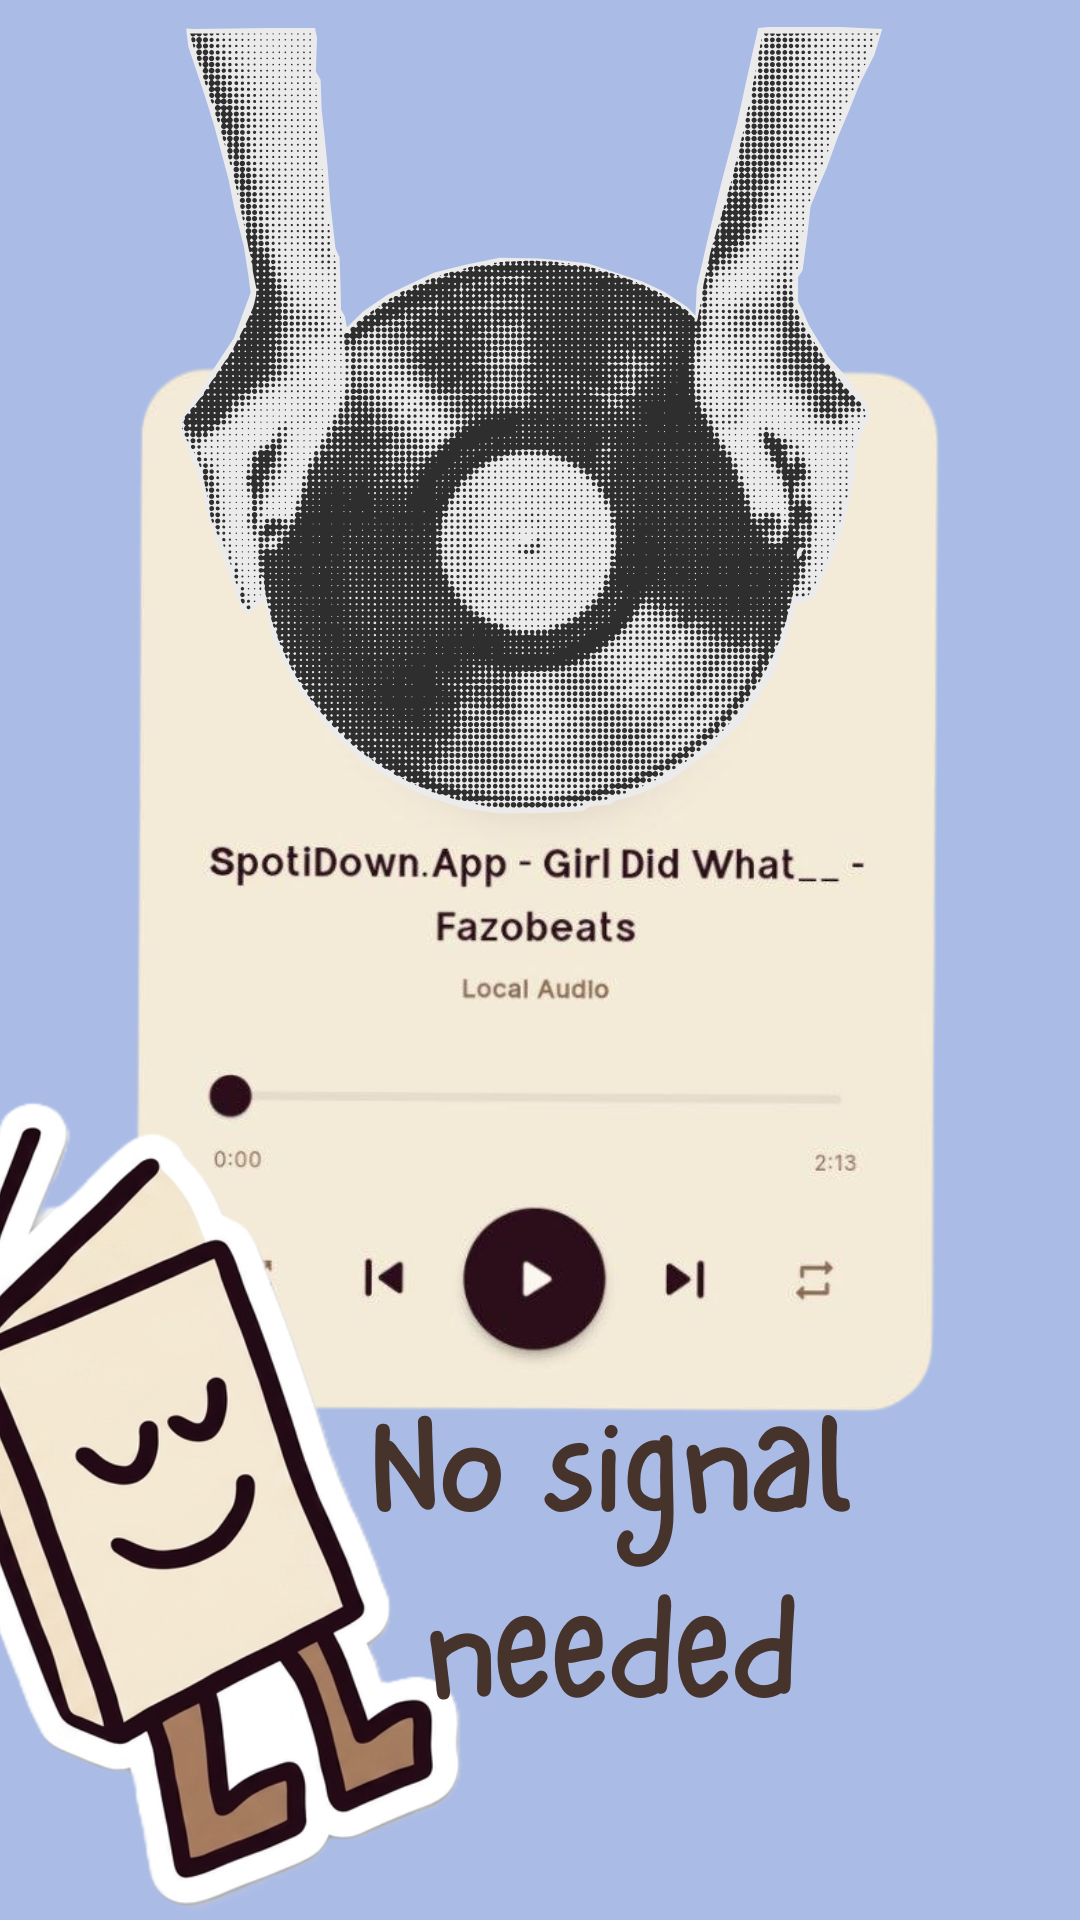 SpotiDown.App - Girl Did What__ -
Fazobeats
Local Audio
0:00
2:13
No signal
needed